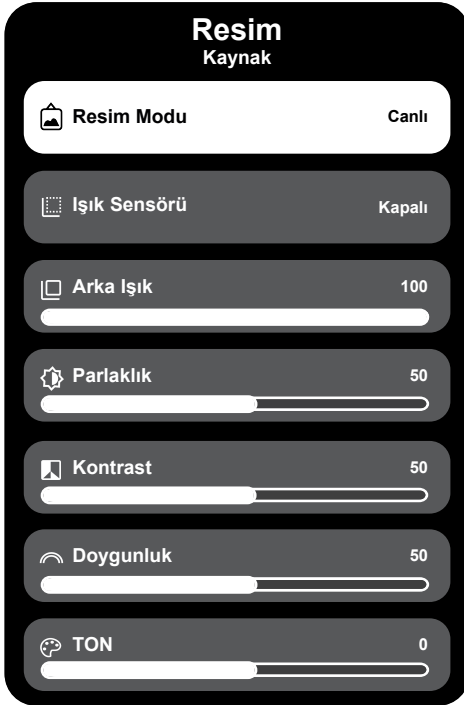 Resim
Kaynak
Resim Modu Canlı
Işık Sensörü Kapalı
Arka Işık 100
Parlaklık 50
Kontrast 50
Doygunluk 50
TON 0